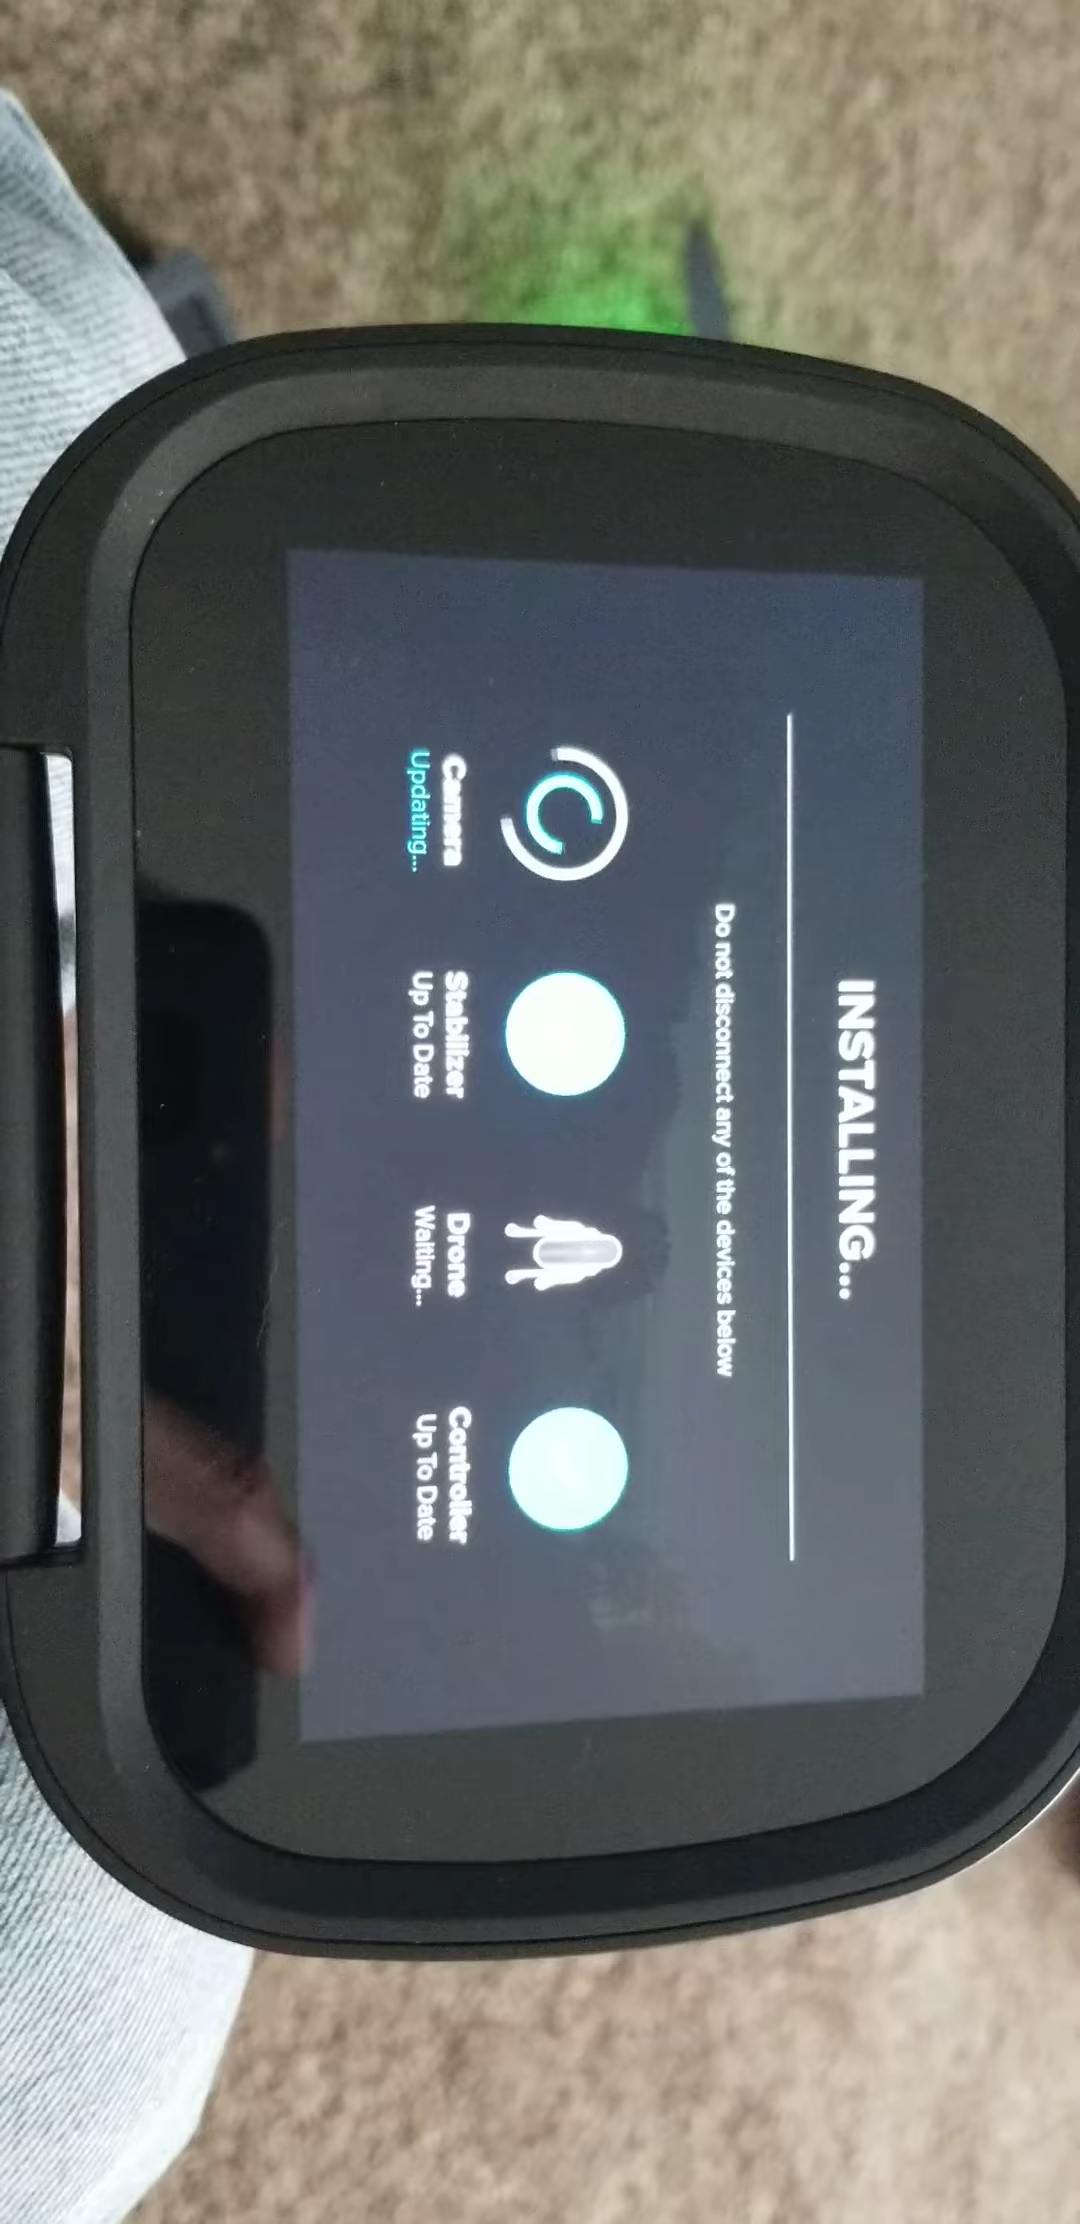 INSTALLING...
Do not disconnect any of the devices below
Camera Stabilizer Drone Controller
Updating... Up To Date Waiting... Up To Date